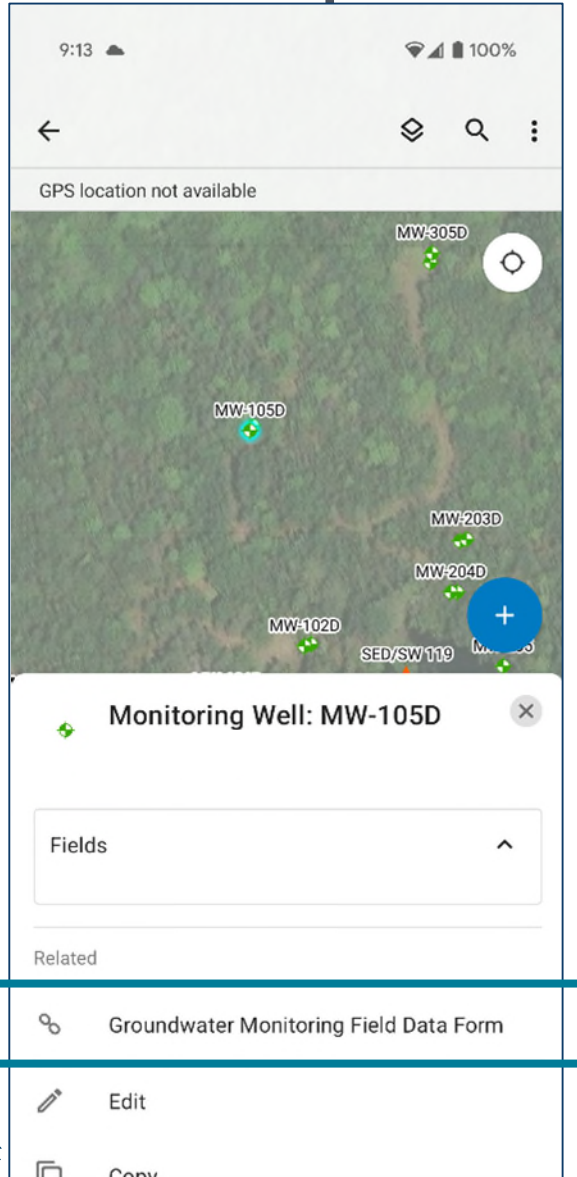 9:13 100%
GPS location not available
MW-305D
MW-105D
MW-203D
MW-204D
MW-102D
SED/SW 119
Monitoring Well: MW-105D
Fields
Related
Groundwater Monitoring Field Data Form
Edit
Copy